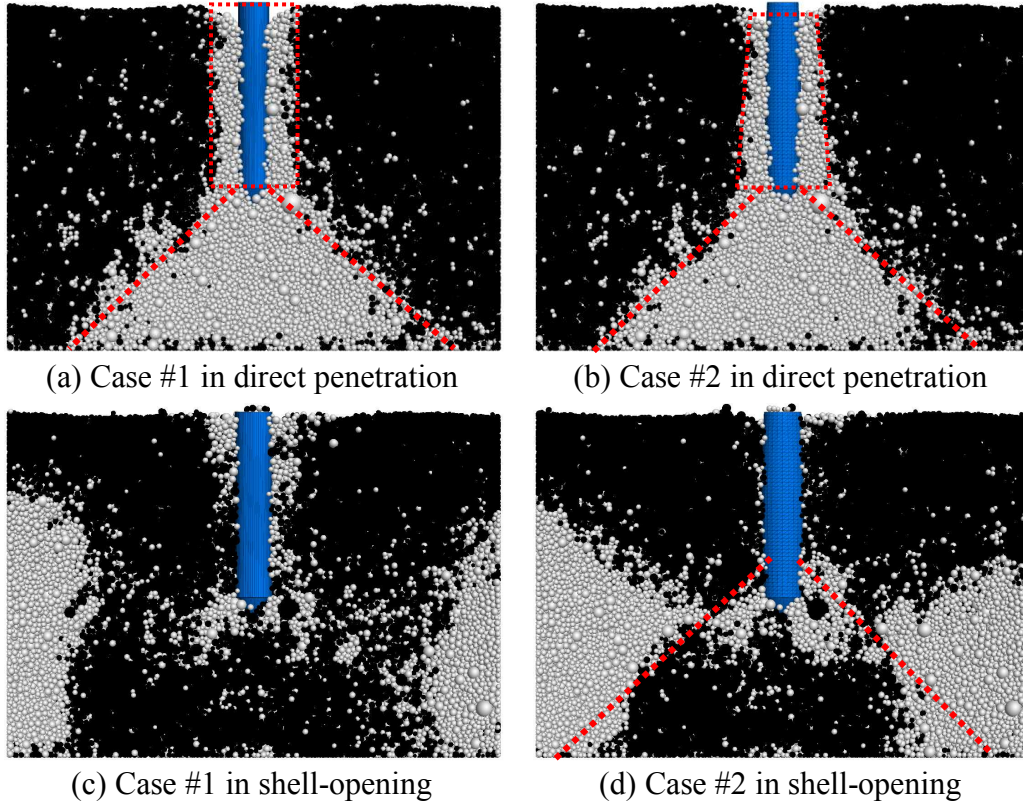 (a) Case #1 in direct penetration
(b) Case #2 in direct penetration
(c) Case #1 in shell-opening
(d) Case #2 in shell-opening